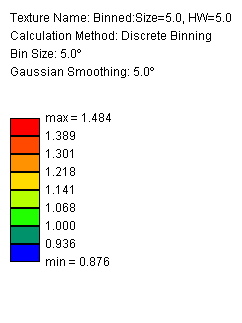 Texture Name: Binned:Size=5.0, HW=5.0
Calculation Method: Discrete Binning
Bin Size: 5.0°
Gaussian Smoothing: 5.0°
max = 1.484
1.389
1.301
1.218
1.141
1.068
1.000
0.936
min = 0.876